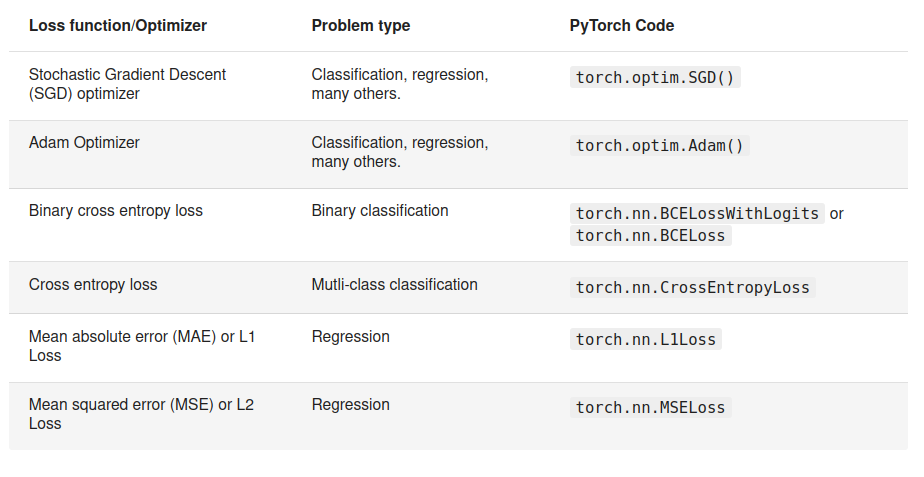 Loss function/Optimizer Problem type PyTorch Code
Stochastic Gradient Descent Classification, regression, torch.optim.SGD()
(SGD) optimizer many others.
Adam Optimizer Classification, regression, torch.optim.Adam()
many others.
Binary cross entropy loss Binary classification torch.nn.BCELossWithLogits or
torch.nn.BCELoss
Cross entropy loss Mutli-class classification torch.nn.CrossEntropyLoss
Mean absolute error (MAE) or L1 Regression torch.nn.L1Loss
Loss
Mean squared error (MSE) or L2 Regression torch.nn.MSELoss
Loss